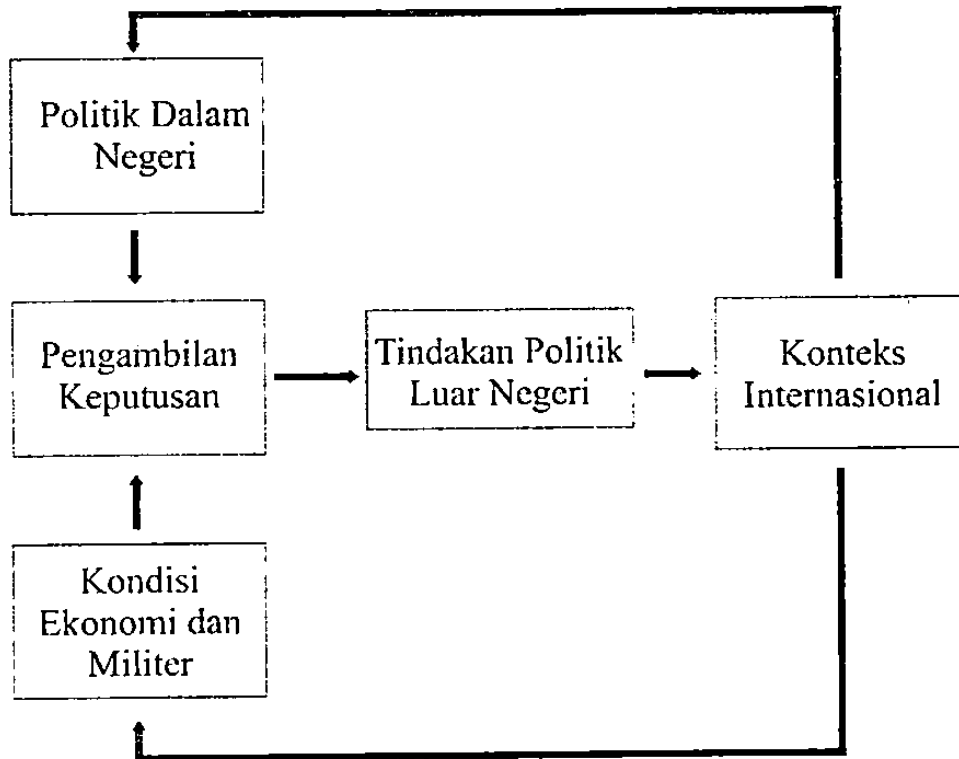 Politik Dalam
Negeri
Pengambilan
Keputusan
Tindakan Politik
Luar Negeri
Konteks
Internasional
Kondisi
Ekonomi dan
Militer